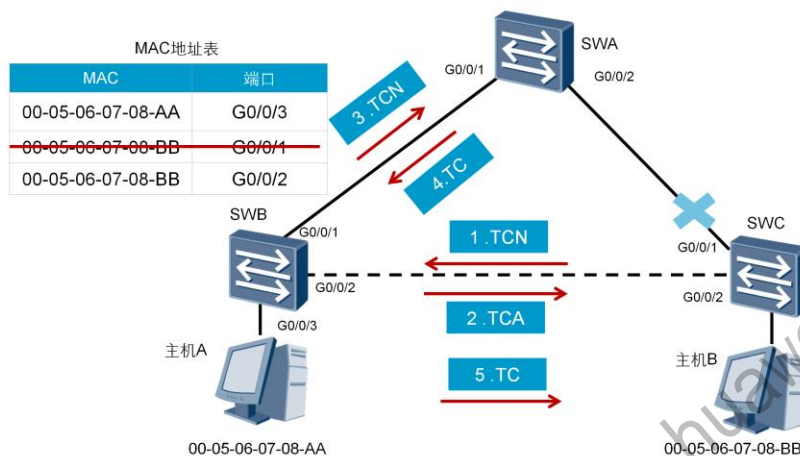 MAC地址表
MAC 端口
00-05-06-07-08-AA G0/0/3
00-05-06-07-08-BB G0/0/1
00-05-06-07-08-BB G0/0/2
SWA
G0/0/1
G0/0/2
3 .TCN
4.TC
SWB
G0/0/1
G0/0/2
G0/0/3
1 .TCN
2 .TCA
5 .TC
SWC
G0/0/1
G0/0/2
主机A
主机B
00-05-06-07-08-AA
00-05-06-07-08-BB
huawe